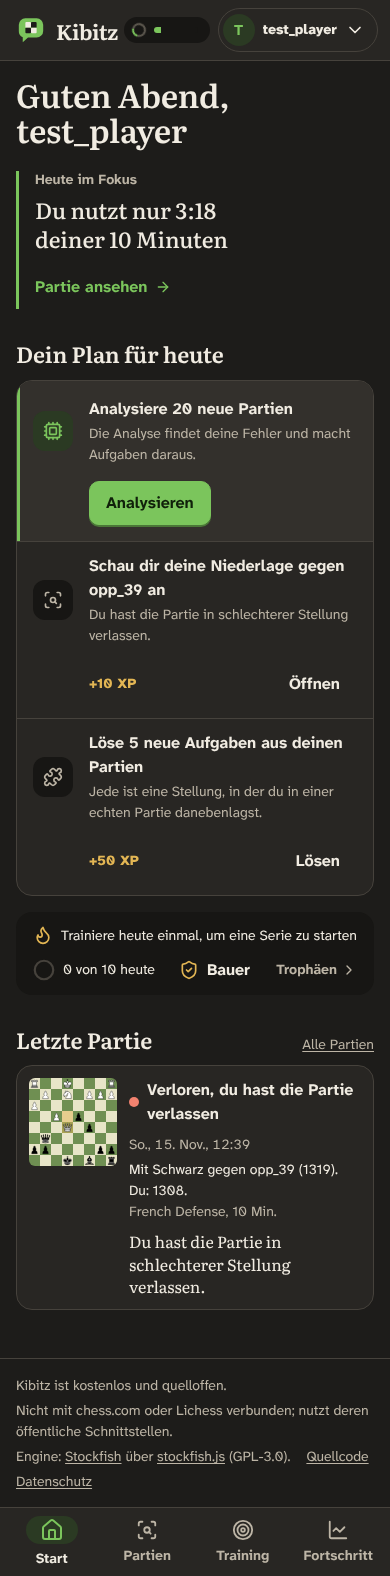 Kibitz
T
test_player
Guten Abend,
test_player
Heute im Fokus
Du nutzt nur 3:18
deiner 10 Minuten
Partie ansehen →
Dein Plan für heute
Analysiere 20 neue Partien
Die Analyse findet deine Fehler und macht
Aufgaben daraus.
Analysieren
Schau dir deine Niederlage gegen
opp_39 an
Du hast die Partie in schlechterer Stellung
verlassen.
+10 XP
Öffnen
Löse 5 neue Aufgaben aus deinen
Partien
Jede ist eine Stellung, in der du in einer
echten Partie danebenlagst.
+50 XP
Lösen
Trainiere heute einmal, um eine Serie zu starten
0 von 10 heute
Bauer
Trophäen
Letzte Partie
Alle Partien
Verloren, du hast die Partie
verlassen
So., 15. Nov., 12:39
Mit Schwarz gegen opp_39 (1319).
Du: 1308.
French Defense, 10 Min.
Du hast die Partie in
schlechterer Stellung
verlassen.
Kibitz ist kostenlos und quelloffen.
Nicht mit chess.com oder Lichess verbunden; nutzt deren
öffentliche Schnittstellen.
Engine: Stockfish über stockfish.js (GPL-3.0). Quellcode
Datenschutz
Start
Partien
Training
Fortschritt